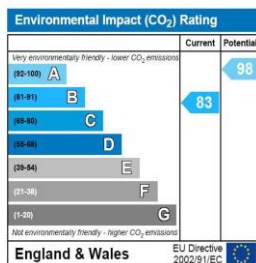 Environmental Impact (CO₂) Rating
Current Potential
Very environmentally friendly - lower CO₂ emissions
(92-100) A 98
(81-91) B 83
(69-80) C
(55-68) D
(39-54) E
(21-38) F
(1-20) G
Not environmentally friendly - higher CO₂ emissions
England & Wales EU Directive 2002/91/EC